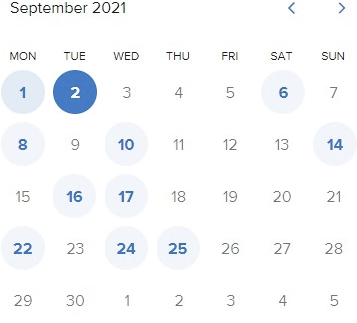 September 2021
MON TUE WED THU FRI SAT SUN
1 2 3 4 5 6 7
8 9 10 11 12 13 14
15 16 17 18 19 20 21
22 23 24 25 26 27 28
29 30 1 2 3 4 5